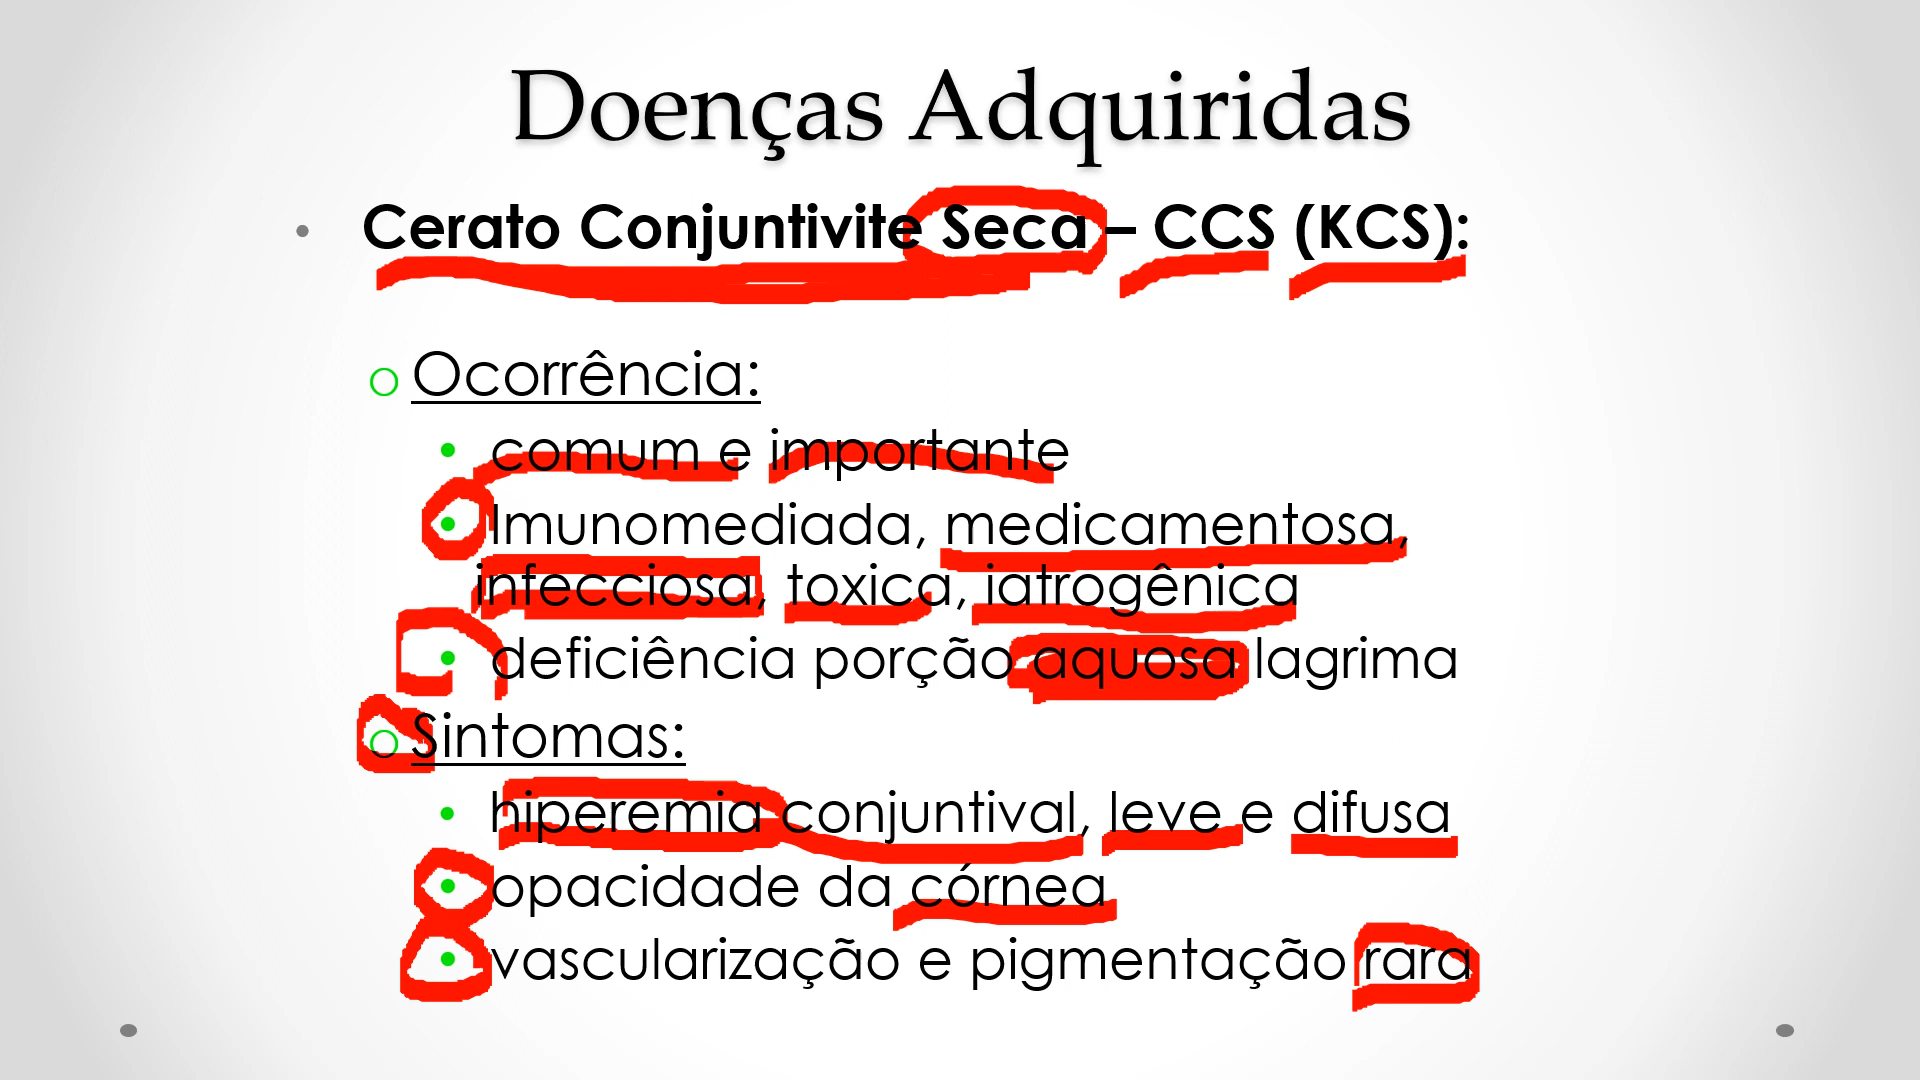 Doenças Adquiridas
• Cerato Conjuntivite Seca – CCS (KCS):
o Ocorrência:
• comum e importante
• Imunomediada, medicamentosa,
infecciosa, toxica, iatrogênica
• deficiência porção aquosa lagrima
o Sintomas:
• hiperemia conjuntival, leve e difusa
• opacidade da córnea
• vascularização e pigmentação rara